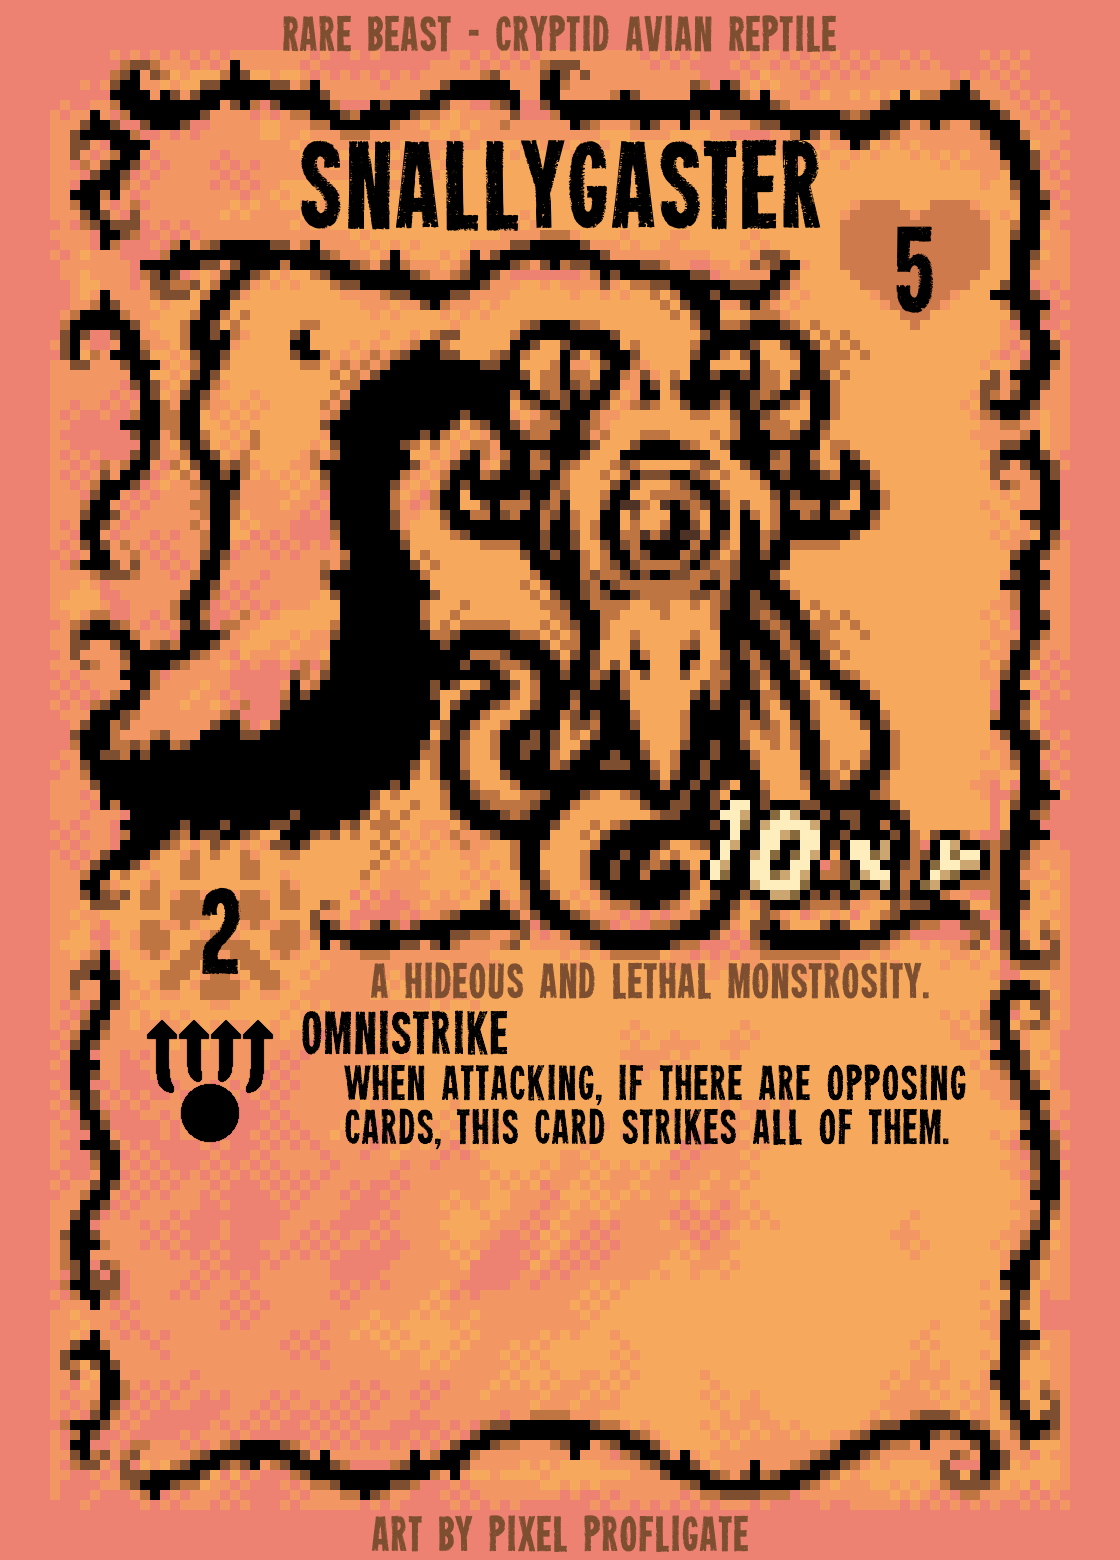 RARE BEAST - CRYPTID AVIAN REPTILE
SNALLYGASTER
5
2
A HIDEOUS AND LETHAL MONSTROSITY.
OMNISTRIKE
WHEN ATTACKING, IF THERE ARE OPPOSING
CARDS, THIS CARD STRIKES ALL OF THEM.
ART BY PIXEL PROFLIGATE